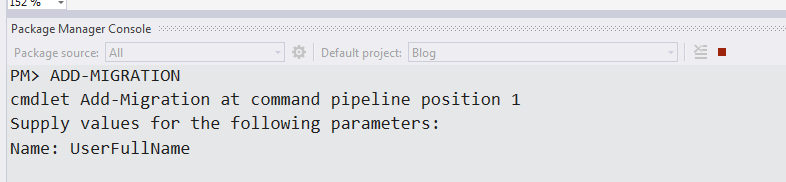 152 %
Package Manager Console
Package source: All Default project: Blog
PM> ADD-MIGRATION
cmdlet Add-Migration at command pipeline position 1
Supply values for the following parameters:
Name: UserFullName